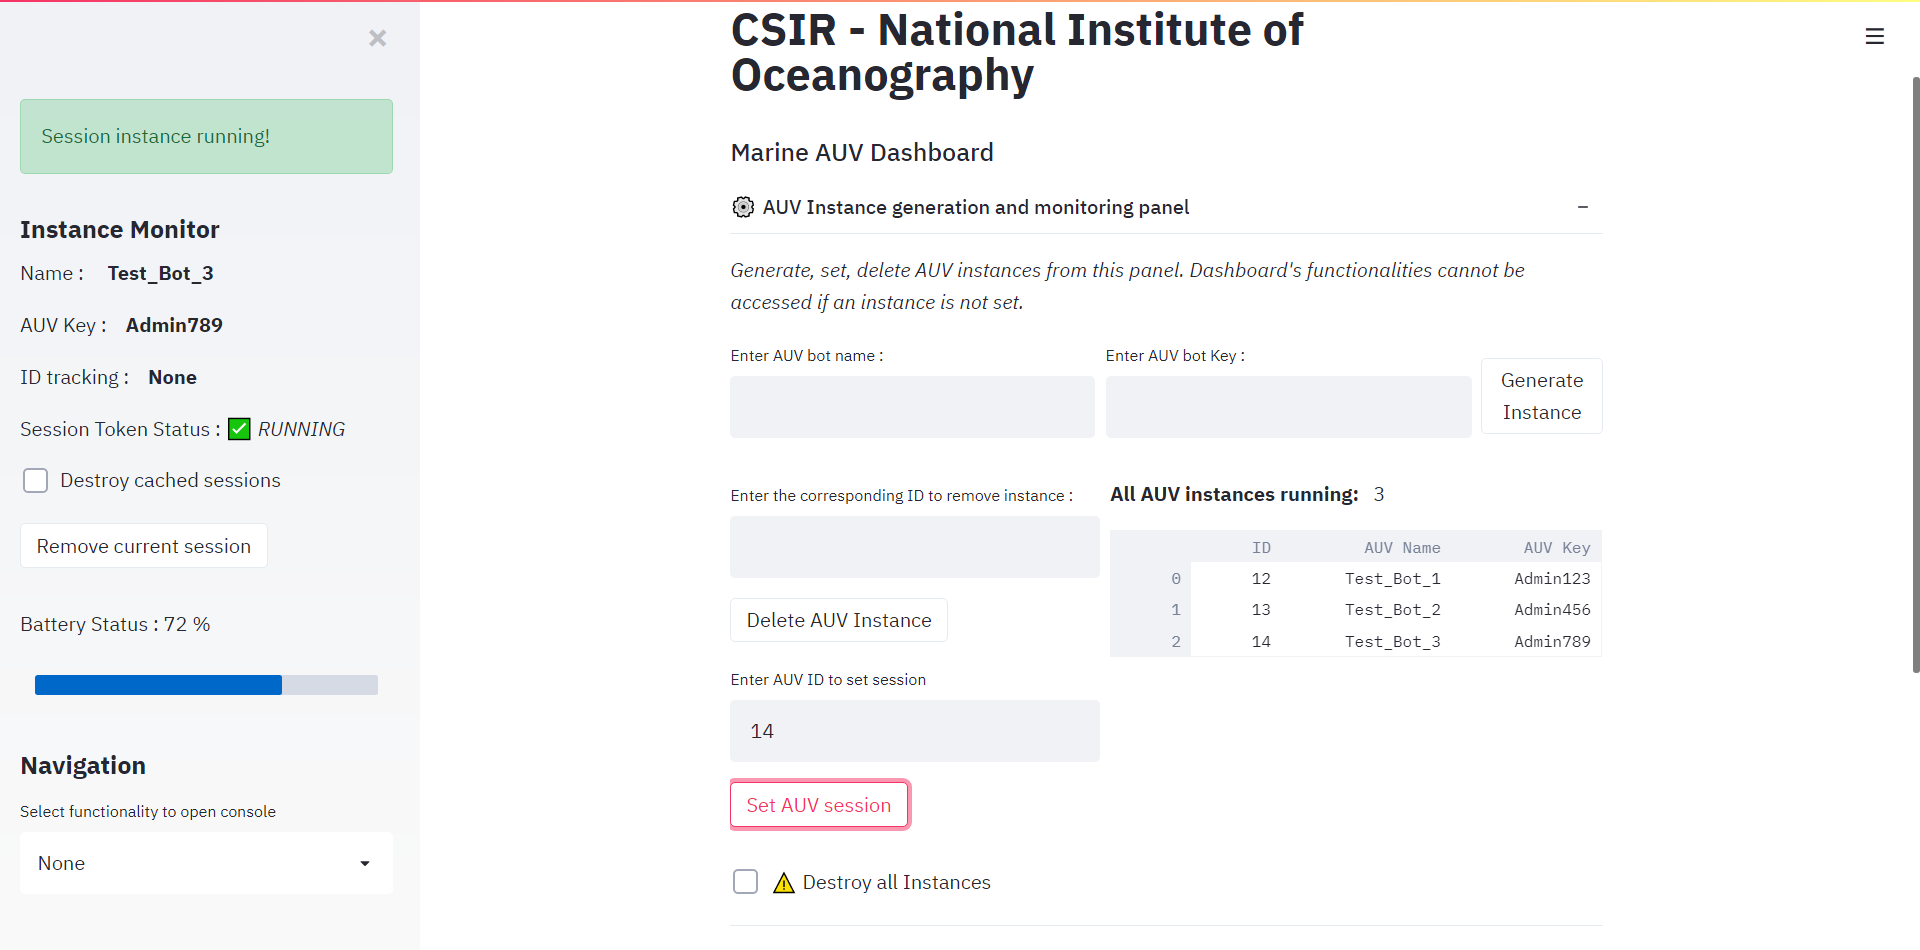 Session instance running!
Instance Monitor
Name : Test_Bot_3
AUV Key : Admin789
ID tracking : None
Session Token Status : ✅ RUNNING
Destroy cached sessions
Remove current session
Battery Status : 72 %
Navigation
Select functionality to open console
None
CSIR - National Institute of
Oceanography
Marine AUV Dashboard
AUV Instance generation and monitoring panel
Generate, set, delete AUV instances from this panel. Dashboard's functionalities cannot be
accessed if an instance is not set.
Enter AUV bot name :
Enter AUV bot Key :
Generate
Instance
Enter the corresponding ID to remove instance :
Delete AUV Instance
Enter AUV ID to set session
14
Set AUV session
All AUV instances running: 3
ID AUV Name AUV Key
0 12 Test_Bot_1 Admin123
1 13 Test_Bot_2 Admin456
2 14 Test_Bot_3 Admin789
⚠ Destroy all Instances